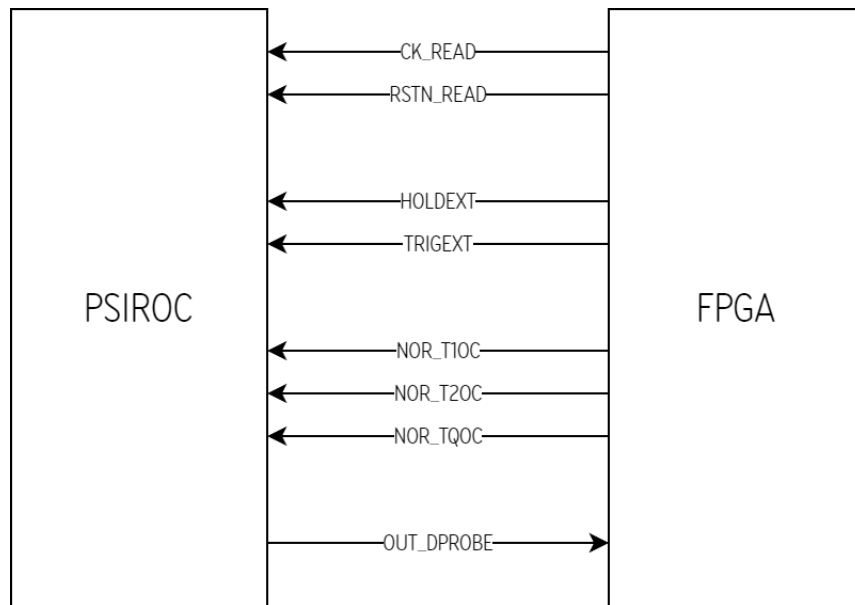 CK_READ
RSTN_READ
HOLDEXT
TRIGEXT
PSIROC
FPGA
NOR_T1OC
NOR_T2OC
NOR_TQOC
OUT_DPROBE